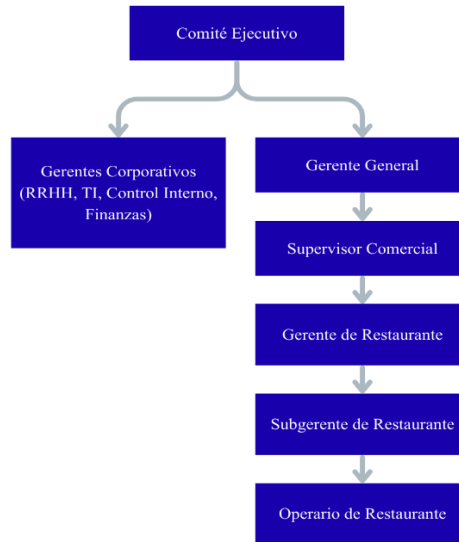 Comité Ejecutivo
Gerentes Corporativos
(RRHH, TI, Control Interno,
Finanzas)
Gerente General
Supervisor Comercial
Gerente de Restaurante
Subgerente de Restaurante
Operario de Restaurante